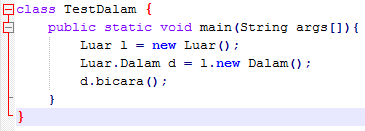 class TestDalam {
    public static void main(String args[]){
        Luar l = new Luar();
        Luar.Dalam d = l.new Dalam();
        d.bicara();
    }
}